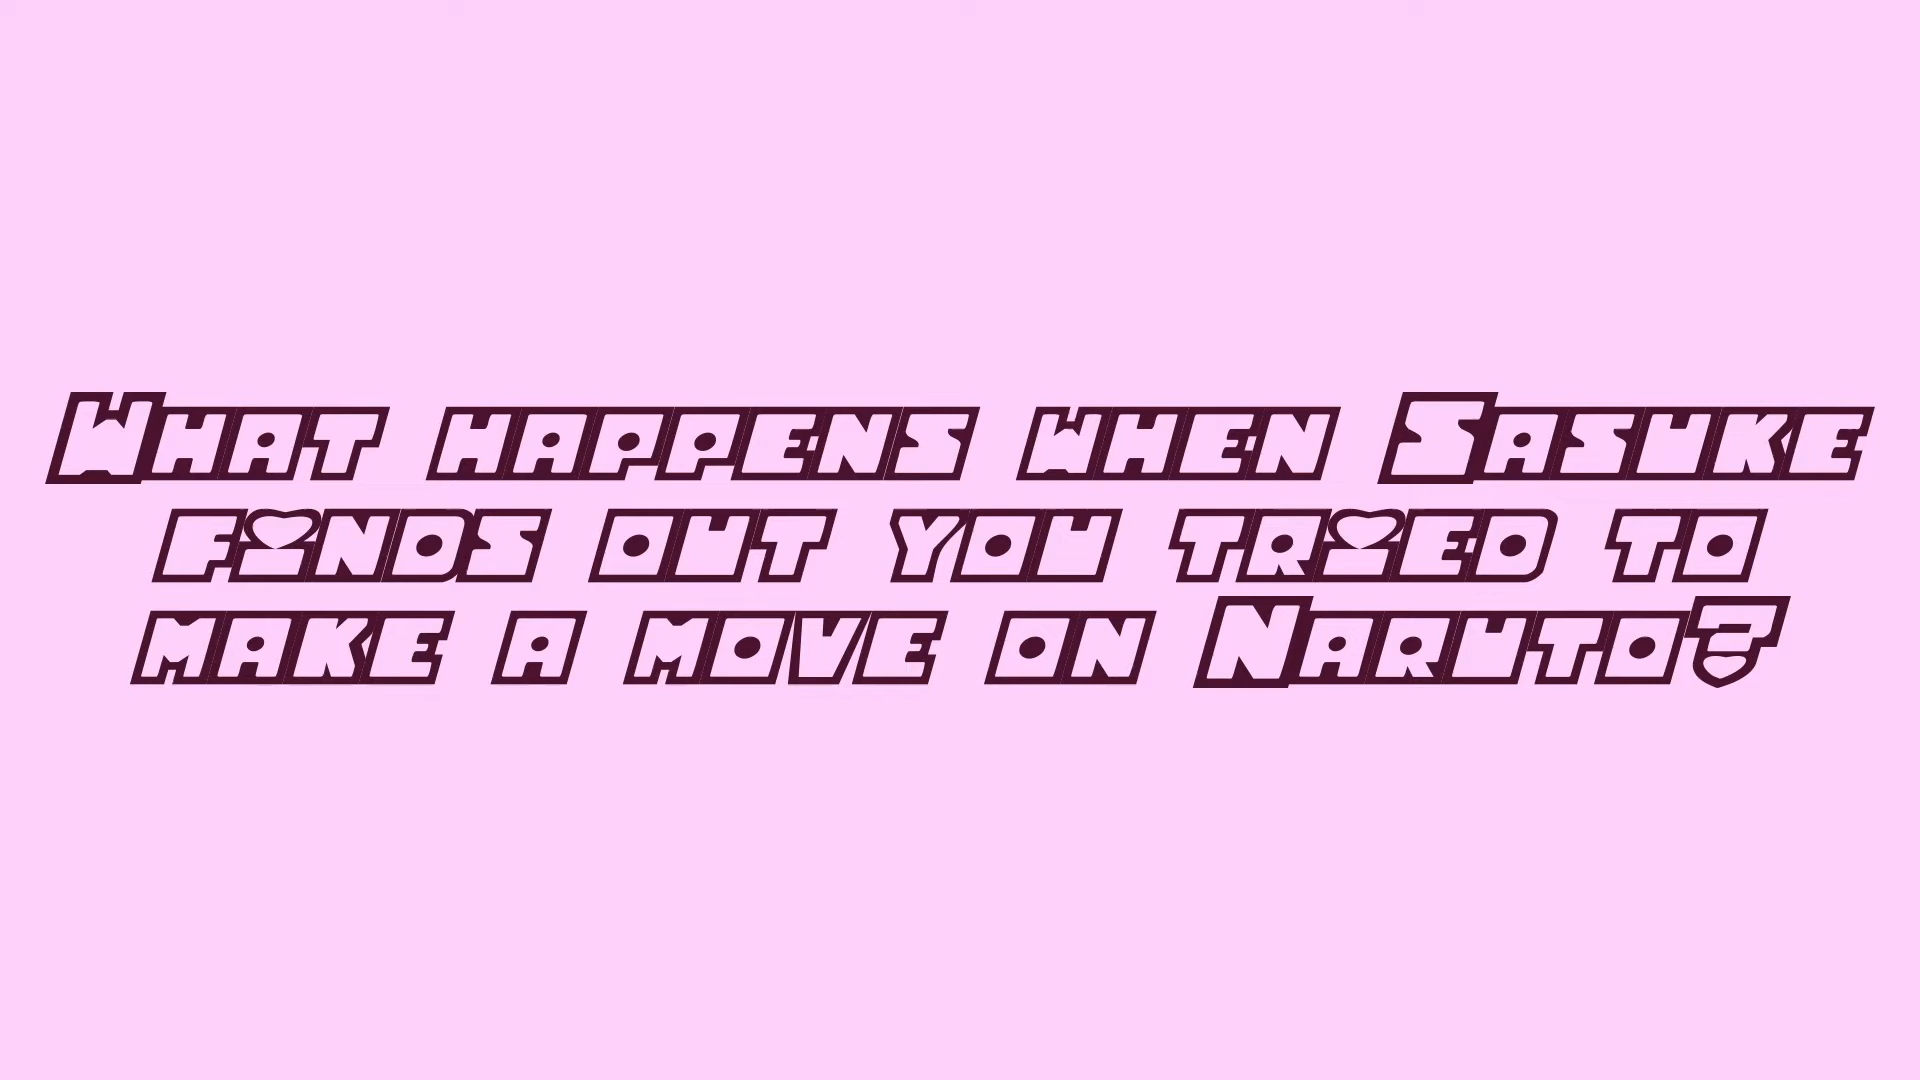 What happens when Sasuke
finds out you tried to
make a move on Naruto?